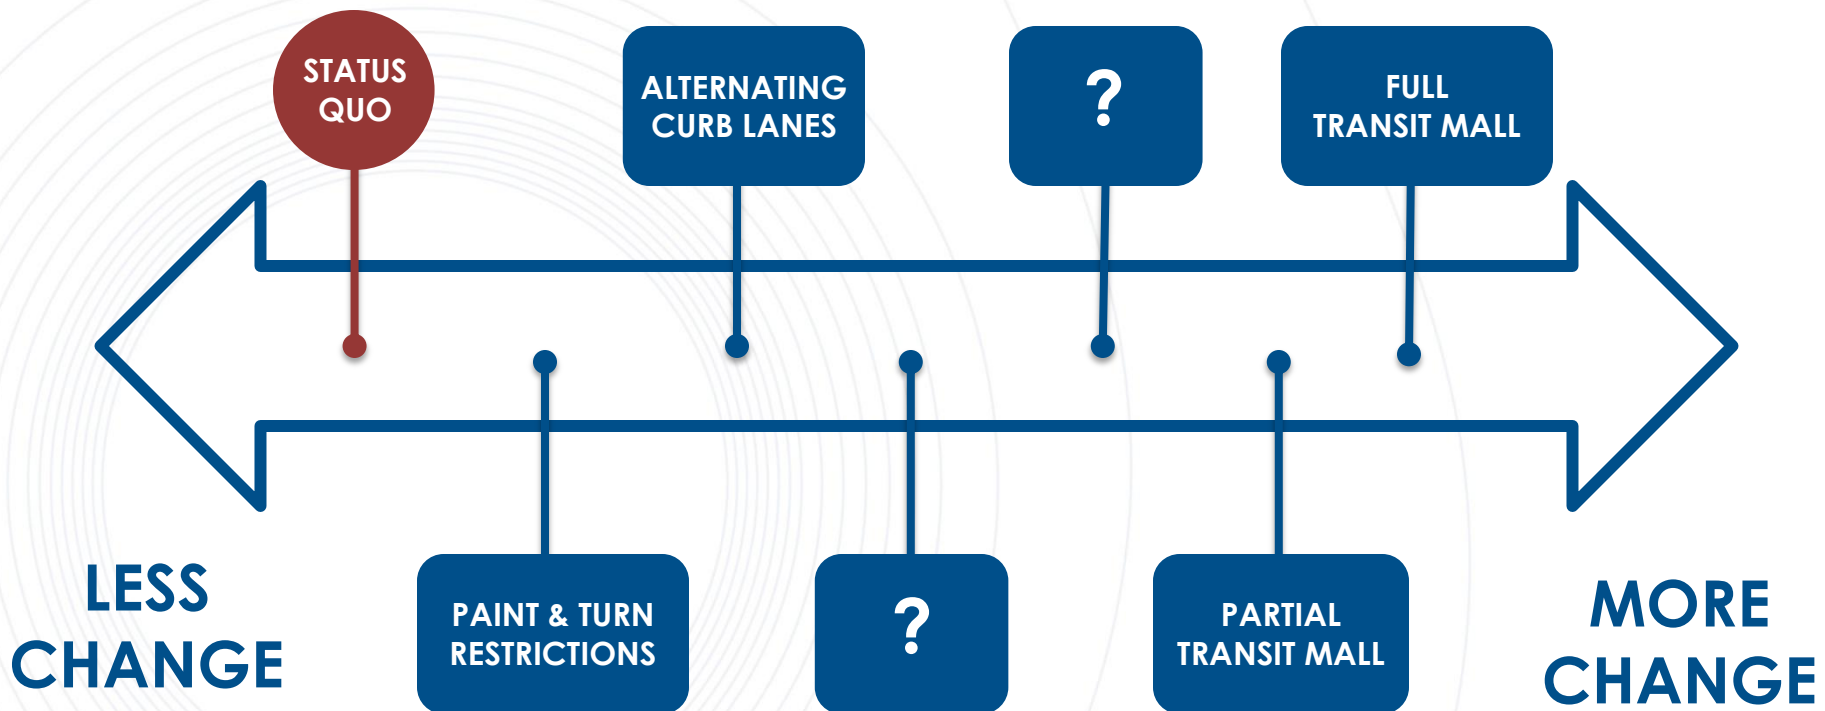 STATUS
QUO
ALTERNATING
CURB LANES
?
FULL
TRANSIT MALL
LESS
CHANGE
PAINT & TURN
RESTRICTIONS
?
PARTIAL
TRANSIT MALL
MORE
CHANGE